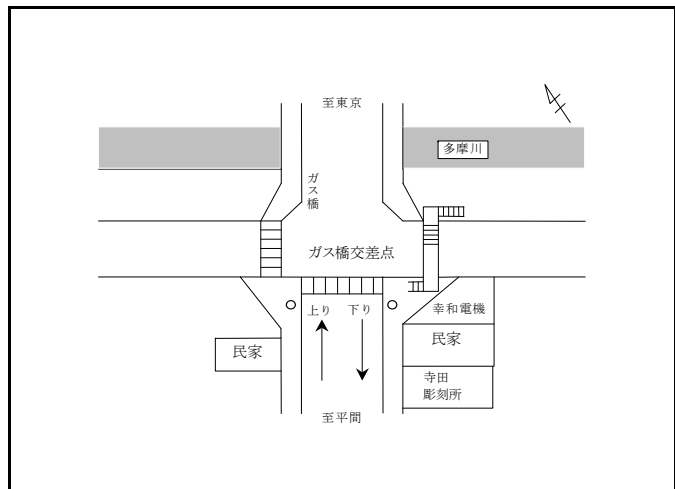 至東京
多摩川
ガス橋
ガス橋交差点
上り
下り
幸和電機
民家
民家
寺田
彫刻所
至平間